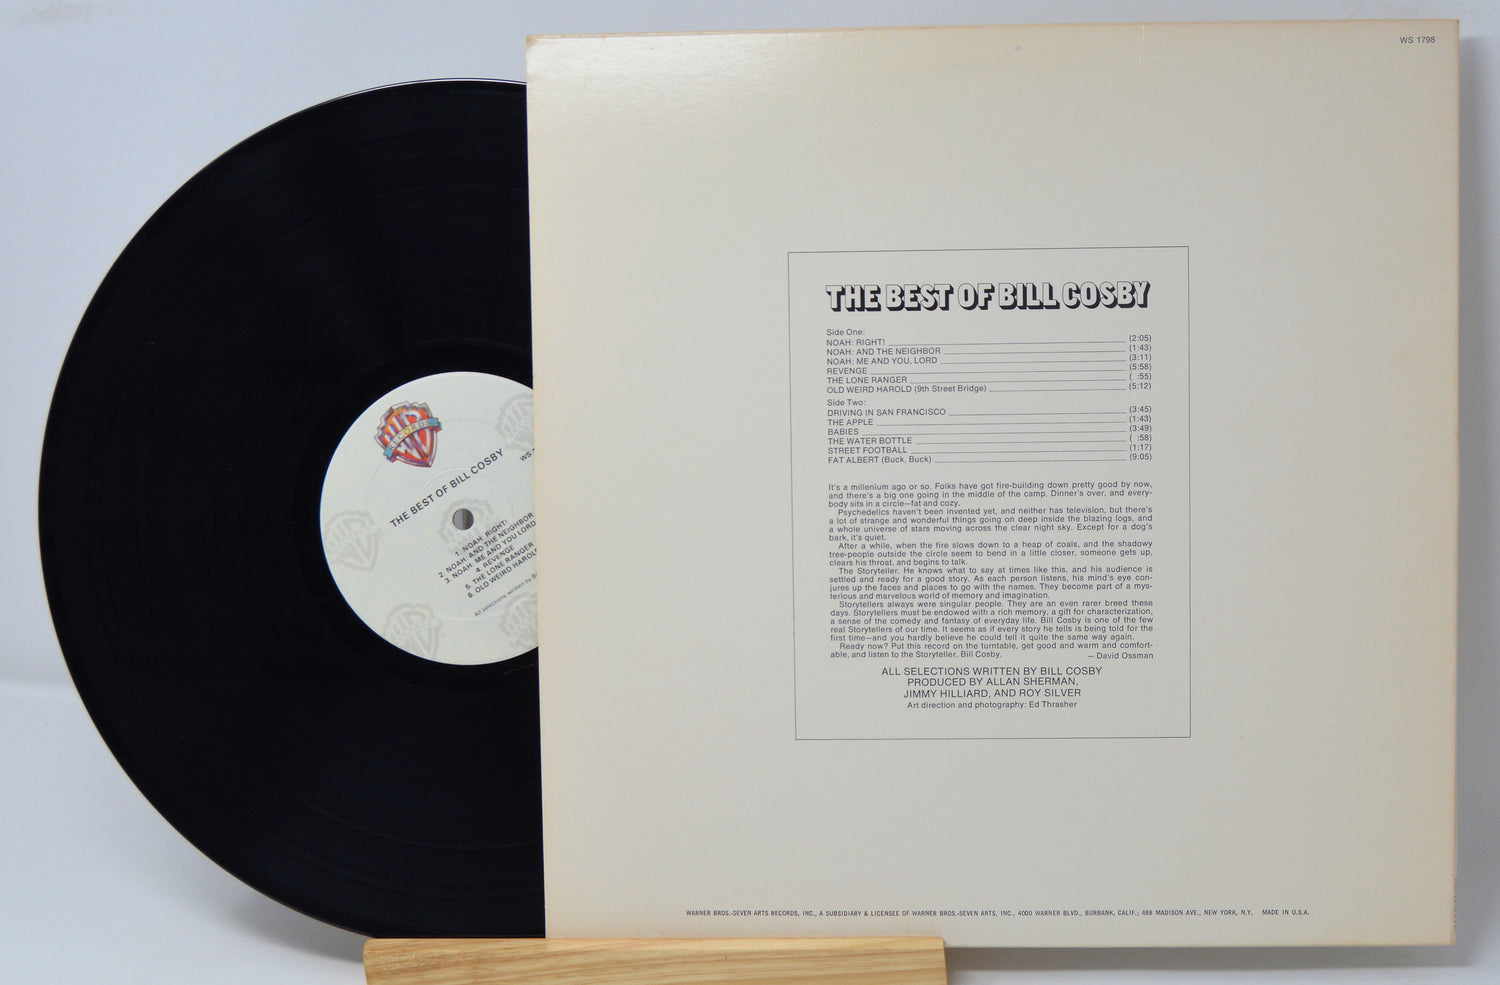 WS 1798
THE BEST OF BILL COSBY
Side One:
NOAH: RIGHT! (2:05)
NOAH: AND THE NEIGHBOR (1:43)
NOAH: ME AND YOU, LORD (3:11)
REVENGE (5:58)
THE LONE RANGER ( :55)
OLD WEIRD HAROLD (9th Street Bridge) (5:12)
Side Two:
DRIVING IN SAN FRANCISCO (3:45)
THE APPLE (1:43)
BABIES (3:49)
THE WATER BOTTLE ( :58)
STREET FOOTBALL (1:17)
FAT ALBERT (Buck, Buck) (9:05)
It's a millenium ago or so. Folks have got fire-building down pretty good by now,
and there's a big one going in the middle of the camp. Dinner's over, and every-
body sits in a circle—fat and cozy.
Psychedelics haven't been invented yet, and neither has television, but there's
a lot of strange and wonderful things going on deep inside the blazing logs, and
a whole universe of stars moving across the clear night sky. Except for a dog's
bark, it's quiet.
After a while, when the fire slows down to a heap of coals, and the shadowy
tree-people outside the circle seem to bend in a little closer, someone gets up,
clears his throat, and begins to talk.
The Storyteller. He knows what to say at times like this, and his audience is
settled and ready for a good story. As each person listens, his mind's eye con-
jures up the faces and places to go with the names. They become part of a mys-
terious and marvelous world of memory and imagination.
Storytellers always were singular people. They are an even rarer breed these
days. Storytellers must be endowed with a rich memory, a gift for characterization,
a sense of the comedy and fantasy of everyday life. Bill Cosby is one of the few
real Storytellers of our time. It seems as if every story he tells is being told for the
first time—and you hardly believe he could tell it quite the same way again.
Ready now? Put this record on the turntable, get good and warm and comfort-
able, and listen to the Storyteller. Bill Cosby. — David Ossman
ALL SELECTIONS WRITTEN BY BILL COSBY
PRODUCED BY ALLAN SHERMAN,
JIMMY HILLIARD, AND ROY SILVER
Art direction and photography: Ed Thrasher
WARNER BROS.-SEVEN ARTS RECORDS, INC., A SUBSIDIARY & LICENSEE OF WARNER BROS.-SEVEN ARTS, INC., 4000 WARNER BLVD., BURBANK, CALIF.; 488 MADISON AVE., NEW YORK, N.Y. MADE IN U.S.A.
WB
RECORDS
THE BEST OF BILL COSBY
WS
1. NOAH: RIGHT!
2. NOAH: AND THE NEIGHBOR
3. NOAH: ME AND YOU LORD
4. REVENGE
5. THE LONE RANGER
6. OLD WEIRD HAROLD
All selections written by